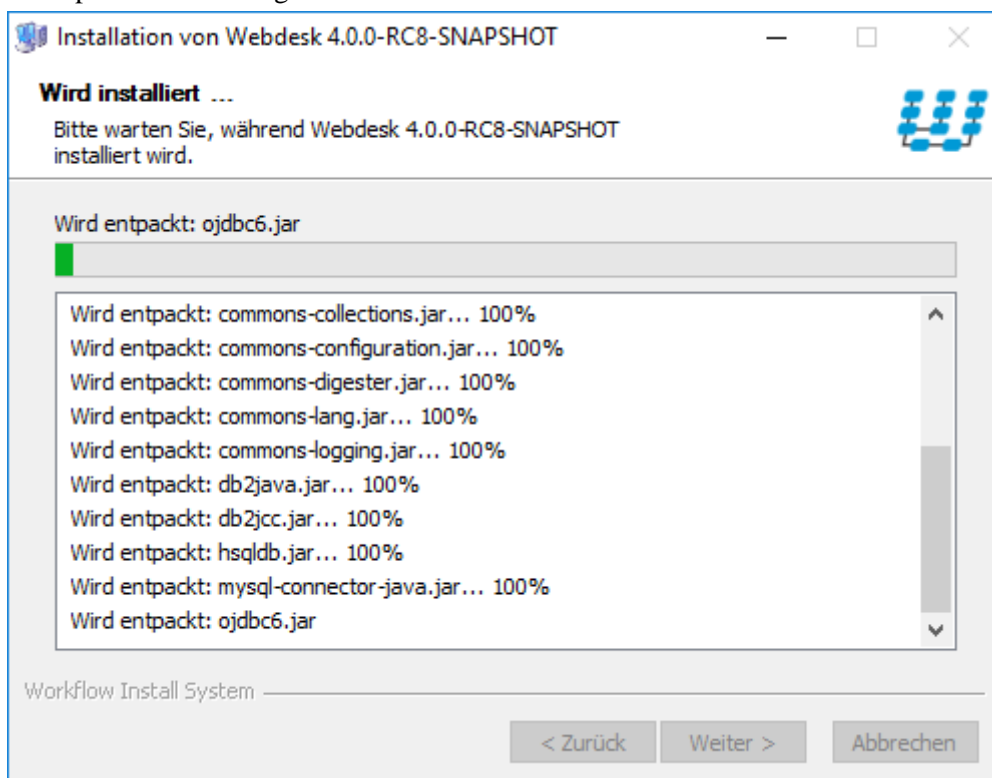 Installation von Webdesk 4.0.0-RC8-SNAPSHOT
Wird installiert ...
Bitte warten Sie, während Webdesk 4.0.0-RC8-SNAPSHOT
installiert wird.
Wird entpackt: ojdbc6.jar
Wird entpackt: commons-collections.jar... 100%
Wird entpackt: commons-configuration.jar... 100%
Wird entpackt: commons-digester.jar... 100%
Wird entpackt: commons-lang.jar... 100%
Wird entpackt: commons-logging.jar... 100%
Wird entpackt: db2java.jar... 100%
Wird entpackt: db2jcc.jar... 100%
Wird entpackt: hsqldb.jar... 100%
Wird entpackt: mysql-connector-java.jar... 100%
Wird entpackt: ojdbc6.jar
Workflow Install System
< Zurück Weiter > Abbrechen